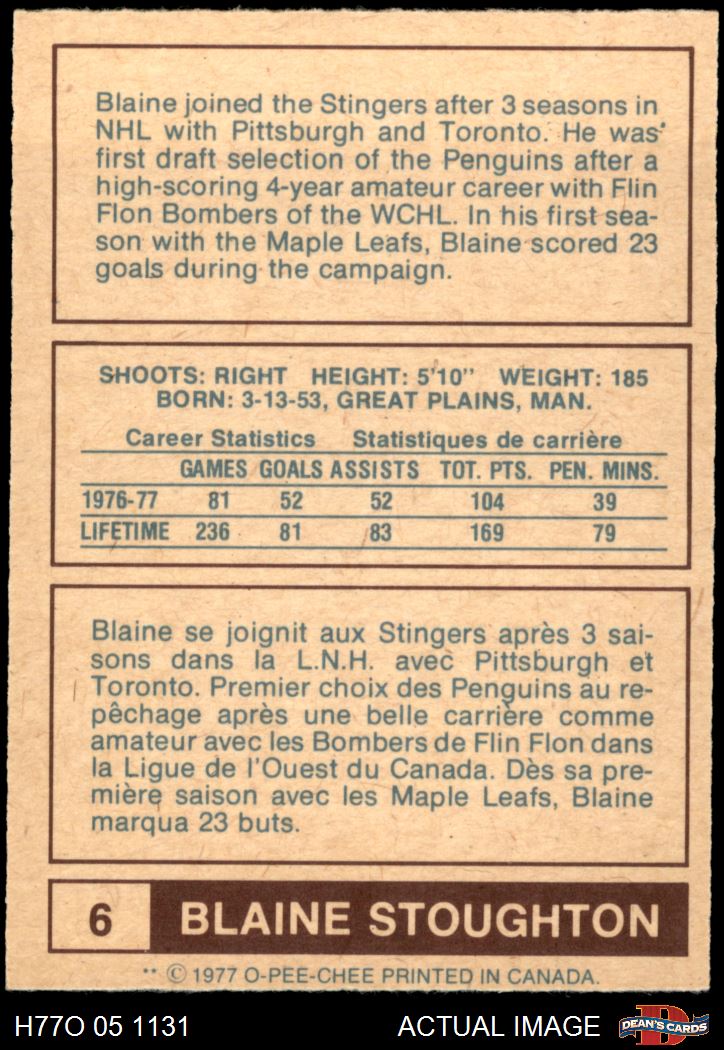 Blaine joined the Stingers after 3 seasons in
NHL with Pittsburgh and Toronto. He was
first draft selection of the Penguins after a
high-scoring 4-year amateur career with Flin
Flon Bombers of the WCHL. In his first sea-
son with the Maple Leafs, Blaine scored 23
goals during the campaign.
SHOOTS: RIGHT HEIGHT: 5'10" WEIGHT: 185
BORN: 3-13-53, GREAT PLAINS, MAN.
Career Statistics Statistiques de carrière
GAMES GOALS ASSISTS TOT. PTS. PEN. MINS.
1976-77 81 52 52 104 39
LIFETIME 236 81 83 169 79
Blaine se joignit aux Stingers après 3 sai-
sons dans la L.N.H. avec Pittsburgh et
Toronto. Premier choix des Penguins au re-
pêchage après une belle carrière comme
amateur avec les Bombers de Flin Flon dans
la Ligue de l'Ouest du Canada. Dès sa pre-
mière saison avec les Maple Leafs, Blaine
marqua 23 buts.
6 BLAINE STOUGHTON
** © 1977 O-PEE-CHEE PRINTED IN CANADA.
H77O 05 1131 ACTUAL IMAGE D DEAN'S CARDS